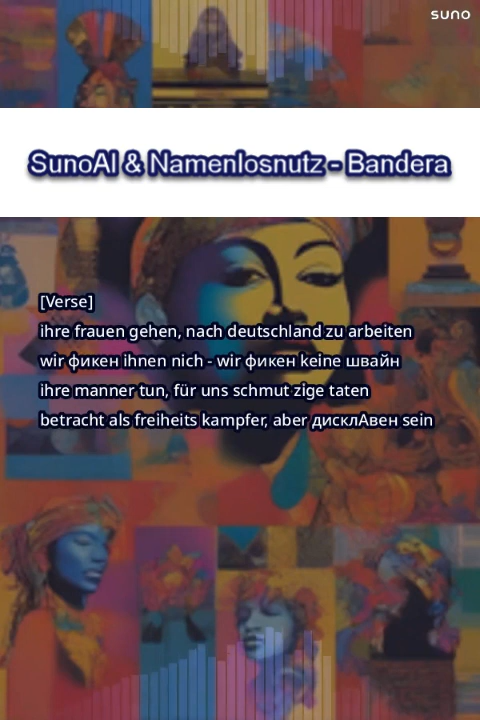 suno
SunoAI & Namenlosnutz - Bandera
[Verse]
ihre frauen gehen, nach deutschland zu arbeiten
wir фикен ihnen nich - wir фикен keine швайн
ihre manner tun, für uns schmut zige taten
betracht als freiheits kampfer, aber дисклАвен sein